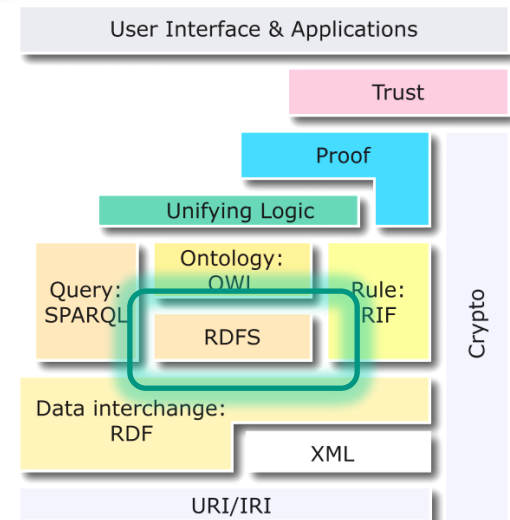 User Interface & Applications
Trust
Proof
Unifying Logic
Ontology:
OWL
Query:
SPARQL
Rule:
RIF
RDFS
Crypto
Data interchange:
RDF
XML
URI/IRI